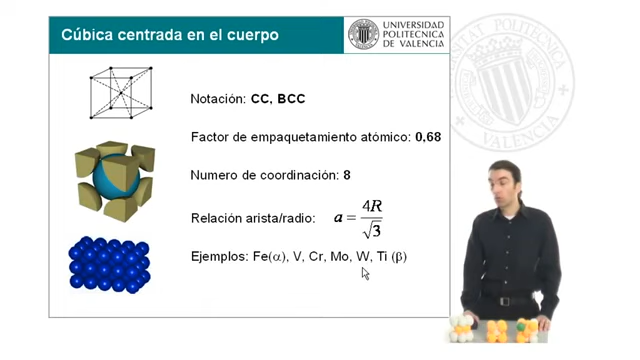 Cúbica centrada en el cuerpo
UNIVERSIDAD
POLITECNICA
DE VALENCIA
Notación: CC, BCC
Factor de empaquetamiento atómico: 0,68
Numero de coordinación: 8
Relación arista/radio: a = 4R / √3
Ejemplos: Fe(α), V, Cr, Mo, W, Ti (β)